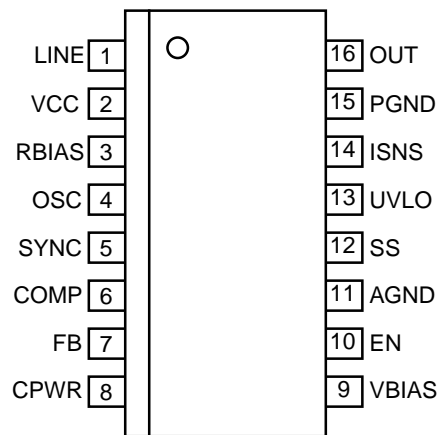 LINE 1 16 OUT
VCC 2 15 PGND
RBIAS 3 14 ISNS
OSC 4 13 UVLO
SYNC 5 12 SS
COMP 6 11 AGND
FB 7 10 EN
CPWR 8 9 VBIAS